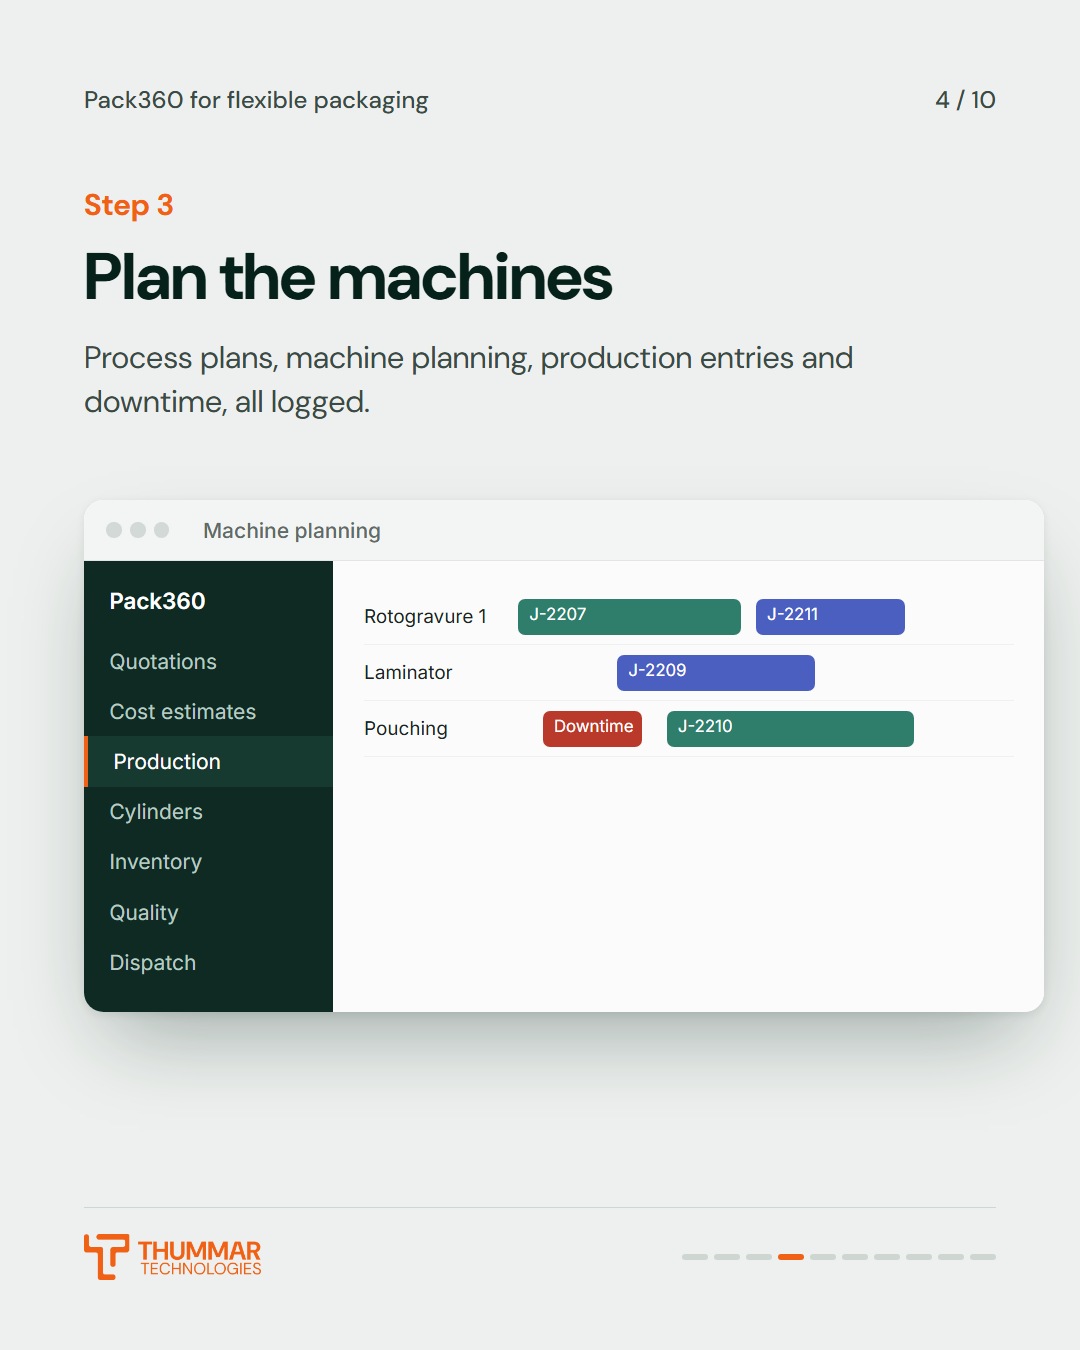 Pack360 for flexible packaging
4 / 10
Step 3
Plan the machines
Process plans, machine planning, production entries and
downtime, all logged.
Machine planning
Pack360
Quotations
Cost estimates
Production
Cylinders
Inventory
Quality
Dispatch
Rotogravure 1
J-2207
J-2211
Laminator
J-2209
Pouching
Downtime
J-2210
THUMMAR
TECHNOLOGIES